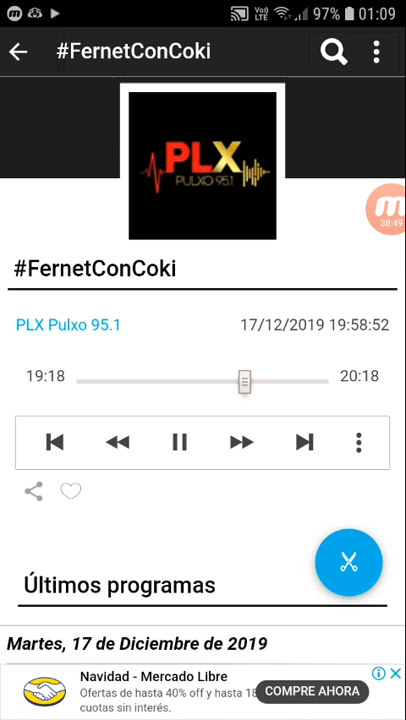 97% 01:09
#FernetConCoki
PLX
PULXO 95.1
38:49
#FernetConCoki
PLX Pulxo 95.1 17/12/2019 19:58:52
19:18 20:18
Últimos programas
Martes, 17 de Diciembre de 2019
Navidad - Mercado Libre
Ofertas de hasta 40% off y hasta 18
cuotas sin interés.
COMPRE AHORA